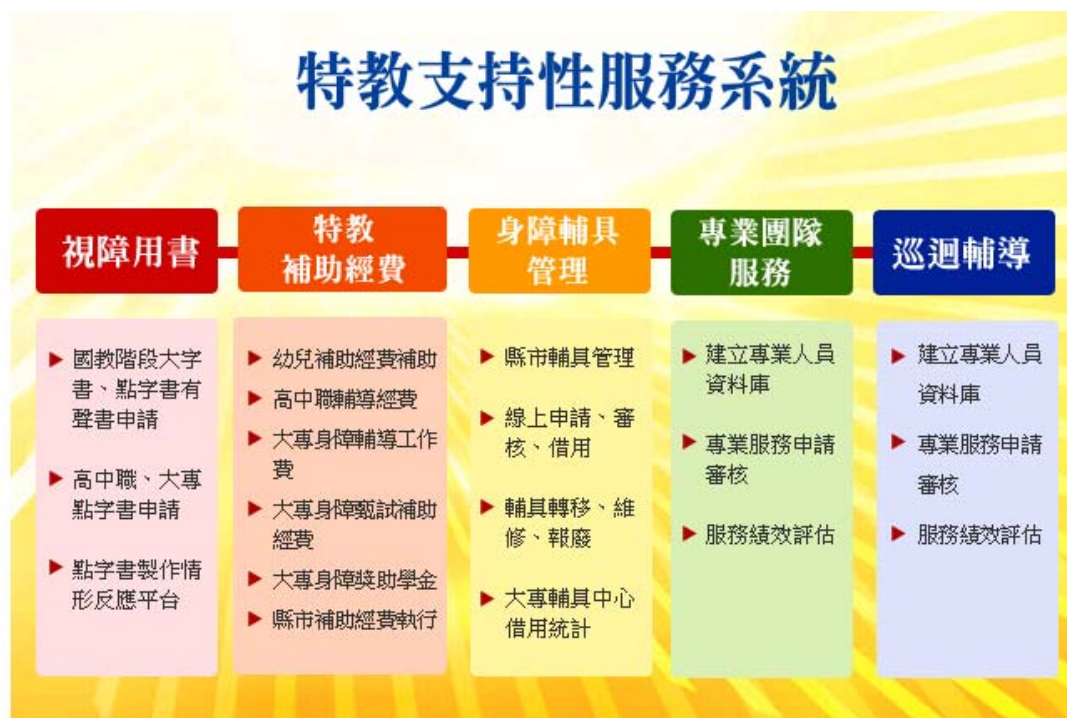 特教支持性服務系統
視障用書
特教
補助經費
身障輔具
管理
專業團隊
服務
巡迴輔導
國教階段大字
書、點字書有
聲書申請
高中職、大專
點字書申請
點字書製作情
形反應平台
幼兒補助經費補助
高中職輔導經費
大專身障輔導工作
費
大專身障甄試補助
經費
大專身障獎助學金
縣市補助經費執行
縣市輔具管理
線上申請、審
核、借用
輔具轉移、維
修、報廢
大專輔具中心
借用統計
建立專業人員
資料庫
專業服務申請
審核
服務績效評估
建立專業人員
資料庫
專業服務申請
審核
服務績效評估